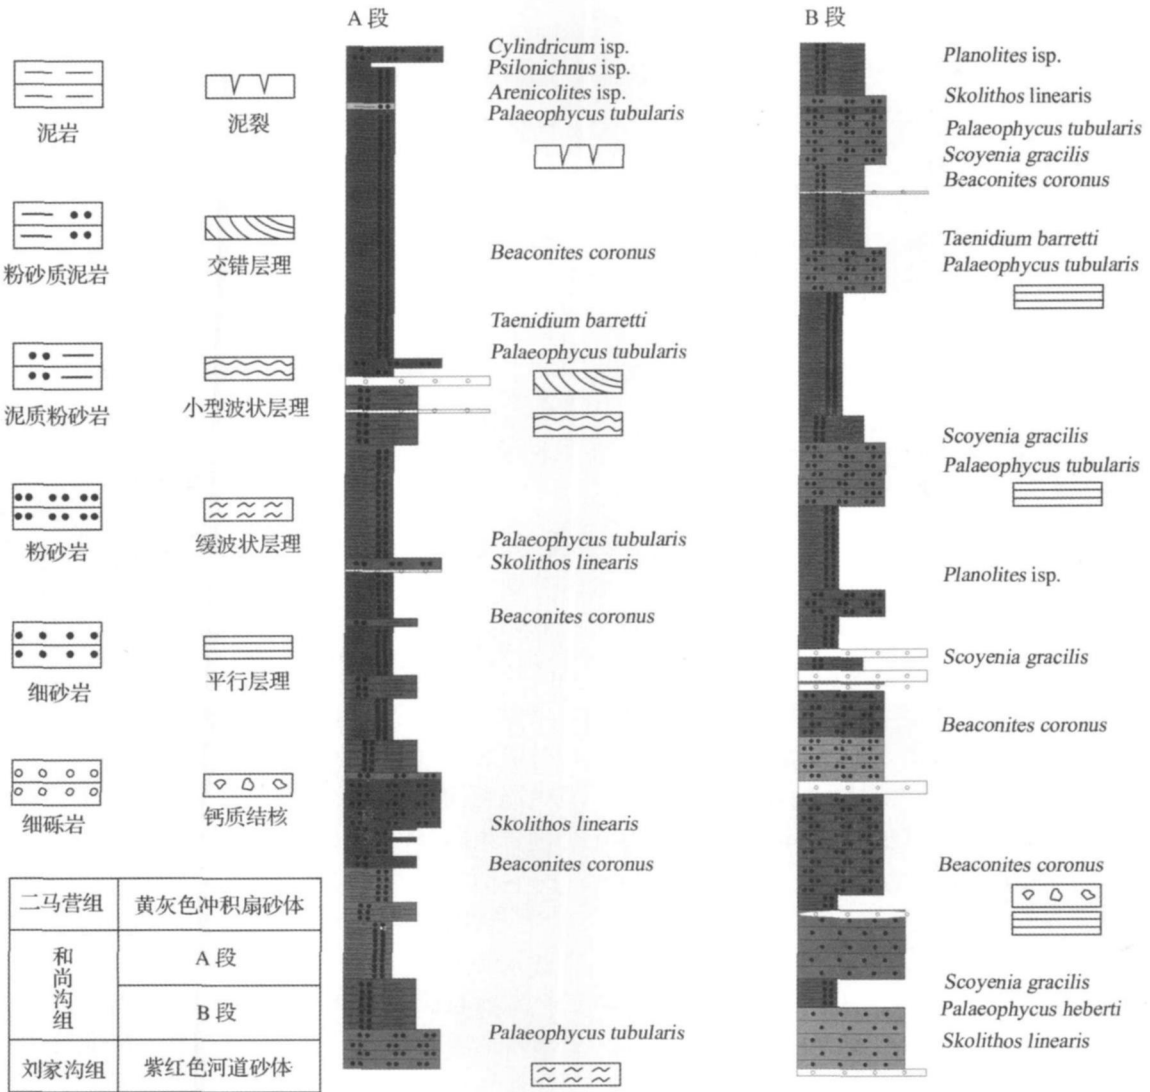 泥岩
泥裂
粉砂质泥岩
交错层理
泥质粉砂岩
小型波状层理
粉砂岩
缓波状层理
细砂岩
平行层理
细砾岩
钙质结核
二马营组 黄灰色冲积扇砂体
和尚沟组
A 段
B 段
刘家沟组 紫红色河道砂体
A 段
Cylindricum isp.
Psilonichnus isp.
Arenicolites isp.
Palaeophycus tubularis
Beaconites coronus
Taenidium barretti
Palaeophycus tubularis
Palaeophycus tubularis
Skolithos linearis
Beaconites coronus
Skolithos linearis
Beaconites coronus
Palaeophycus tubularis
B 段
Planolites isp.
Skolithos linearis
Palaeophycus tubularis
Scoyenia gracilis
Beaconites coronus
Taenidium barretti
Palaeophycus tubularis
Scoyenia gracilis
Palaeophycus tubularis
Planolites isp.
Scoyenia gracilis
Beaconites coronus
Beaconites coronus
Scoyenia gracilis
Palaeophycus heberti
Skolithos linearis